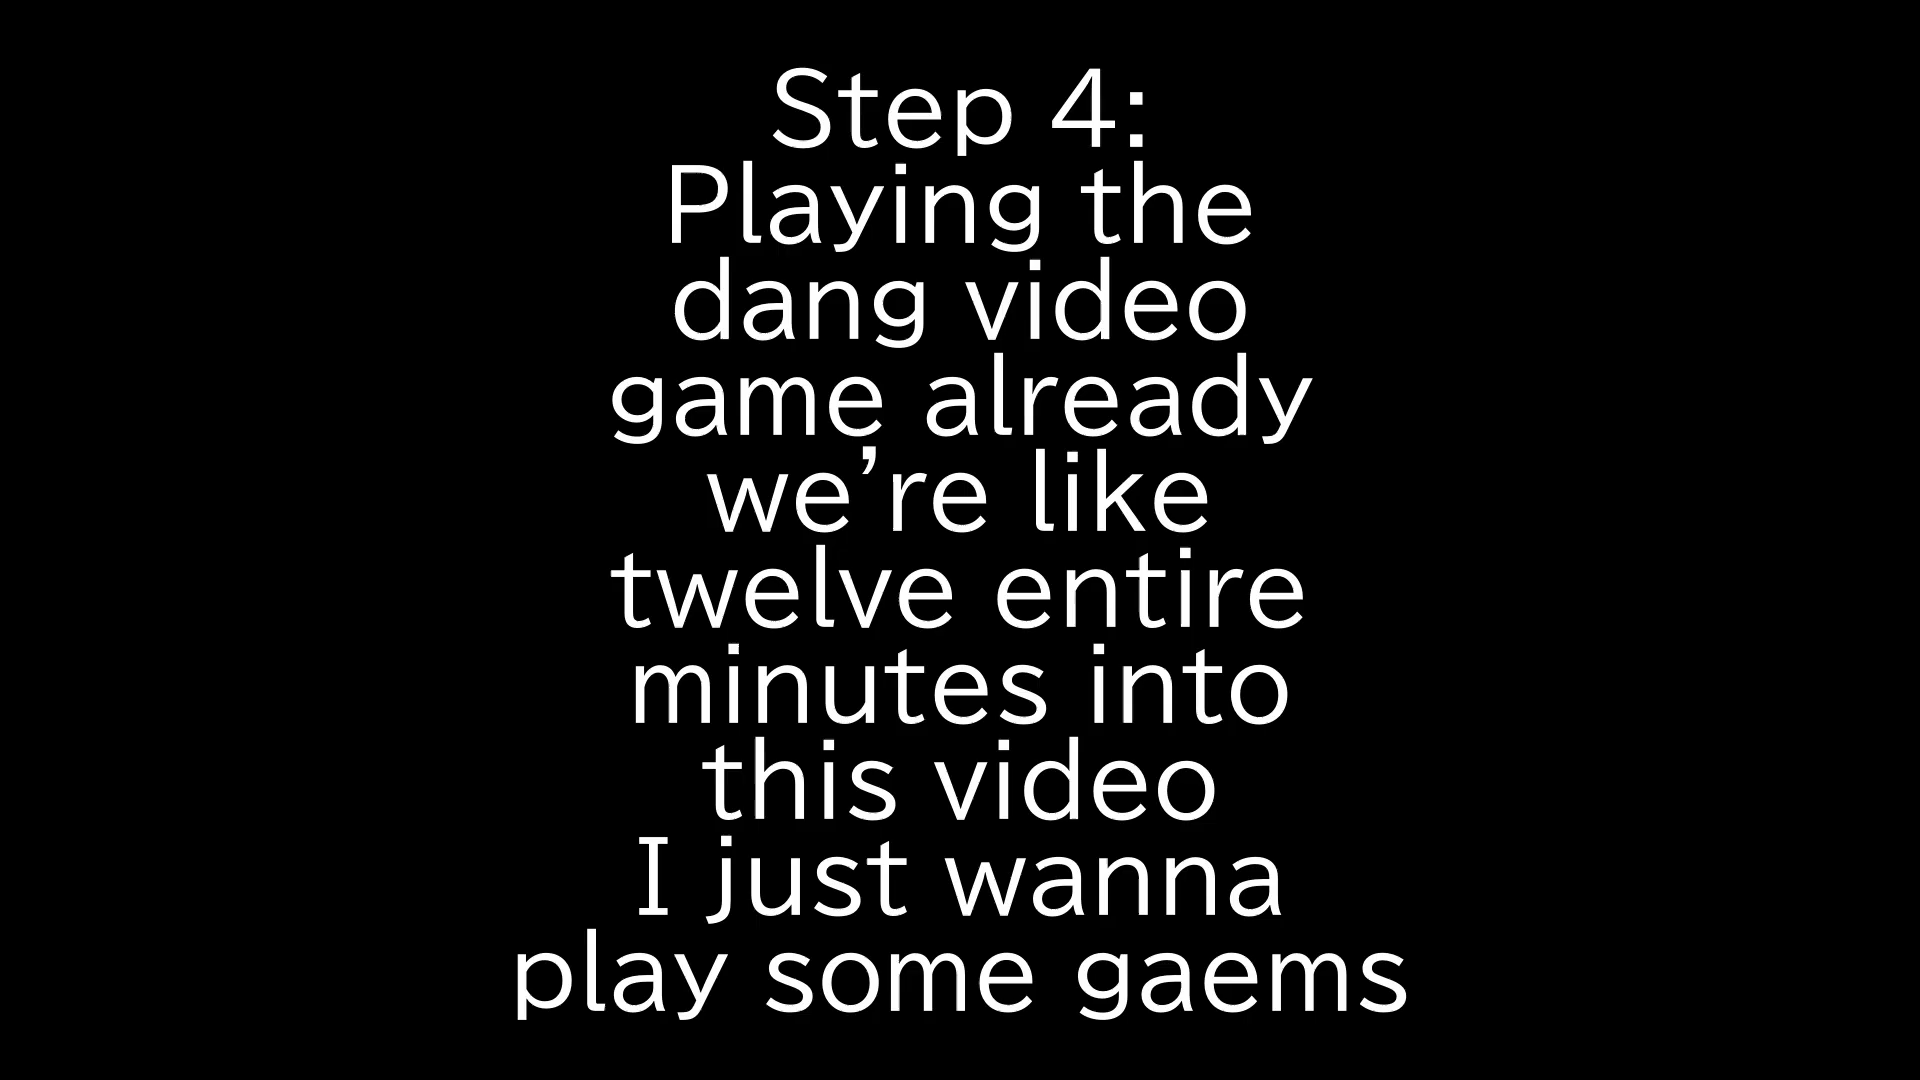 Step 4:
Playing the
dang video
game already
we’re like
twelve entire
minutes into
this video
I just wanna
play some gaems